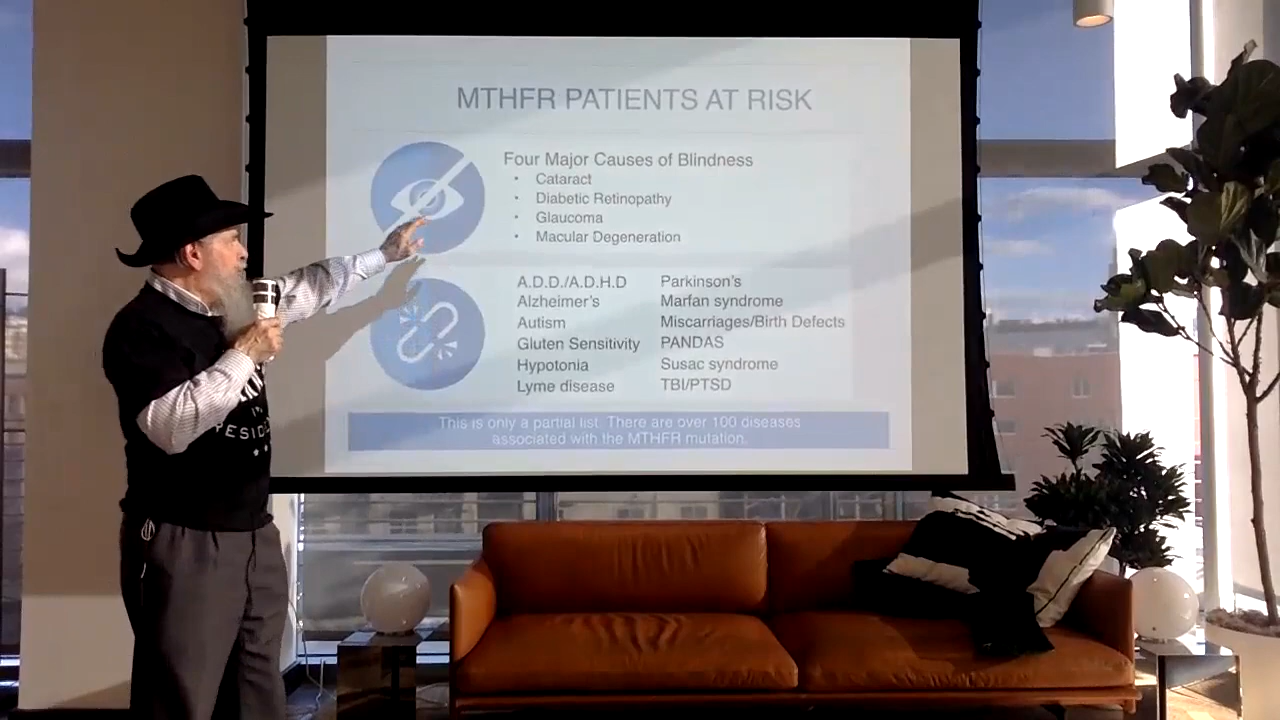 MTHFR PATIENTS AT RISK
Four Major Causes of Blindness
• Cataract
• Diabetic Retinopathy
• Glaucoma
• Macular Degeneration
A.D.D./A.D.H.D
Alzheimer's
Autism
Gluten Sensitivity
Hypotonia
Lyme disease
Parkinson's
Marfan syndrome
Miscarriages/Birth Defects
PANDAS
Susac syndrome
TBI/PTSD
This is only a partial list. There are over 100 diseases
associated with the MTHFR mutation.